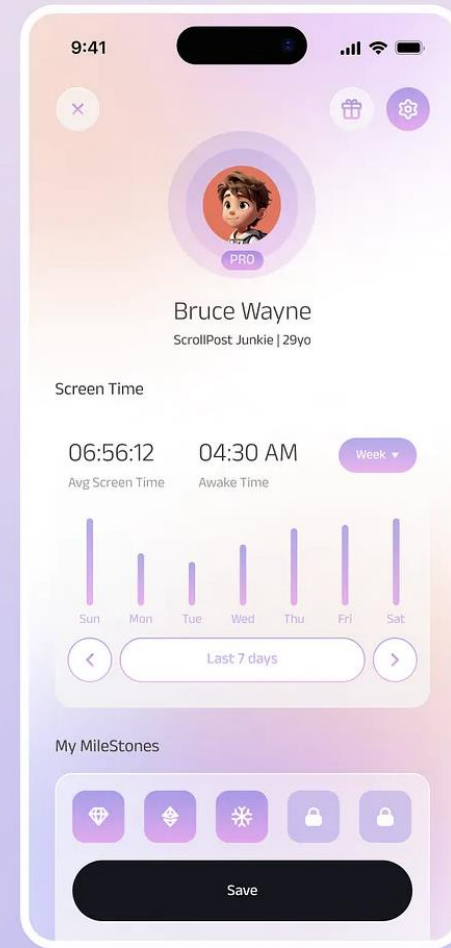 9:41
PRO
Bruce Wayne
ScrollPost Junkie | 29yo
Screen Time
06:56:12 04:30 AM Week
Avg Screen Time Awake Time
Sun Mon Tue Wed Thu Fri Sat
Last 7 days
My MileStones
Save